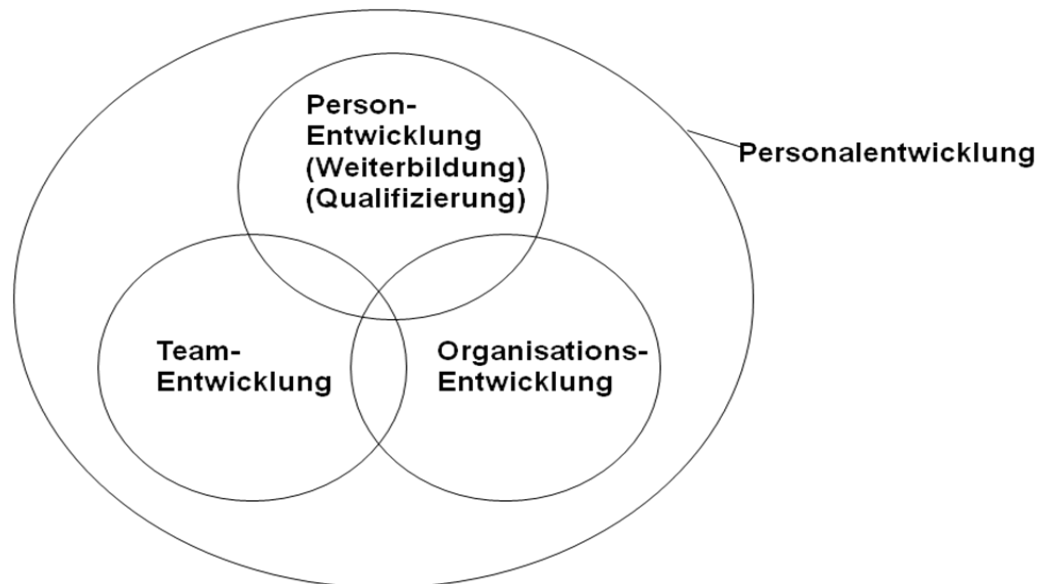 Person-
Entwicklung
(Weiterbildung)
(Qualifizierung)
Personalentwicklung
Team-
Entwicklung
Organisations-
Entwicklung